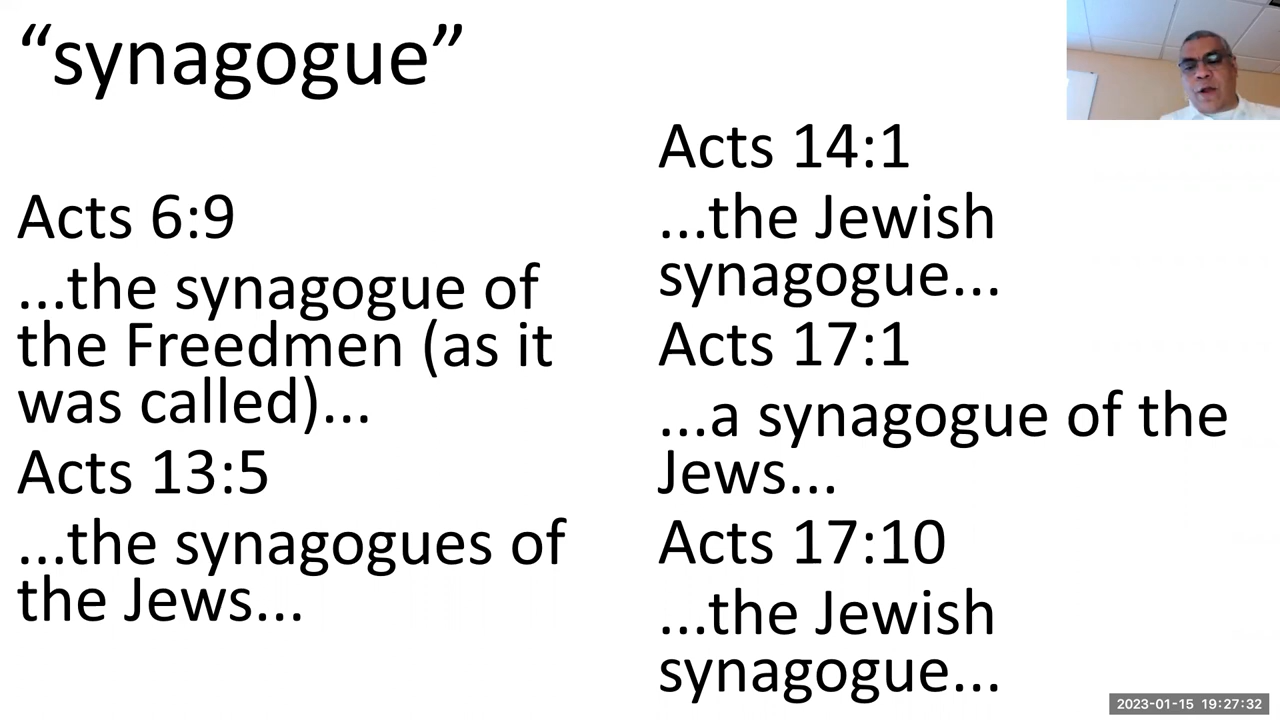 “synagogue”
Acts 6:9
...the synagogue of
the Freedmen (as it
was called)...
Acts 13:5
...the synagogues of
the Jews...
Acts 14:1
...the Jewish
synagogue...
Acts 17:1
...a synagogue of the
Jews...
Acts 17:10
...the Jewish
synagogue...
2023-01-15 19:27:32